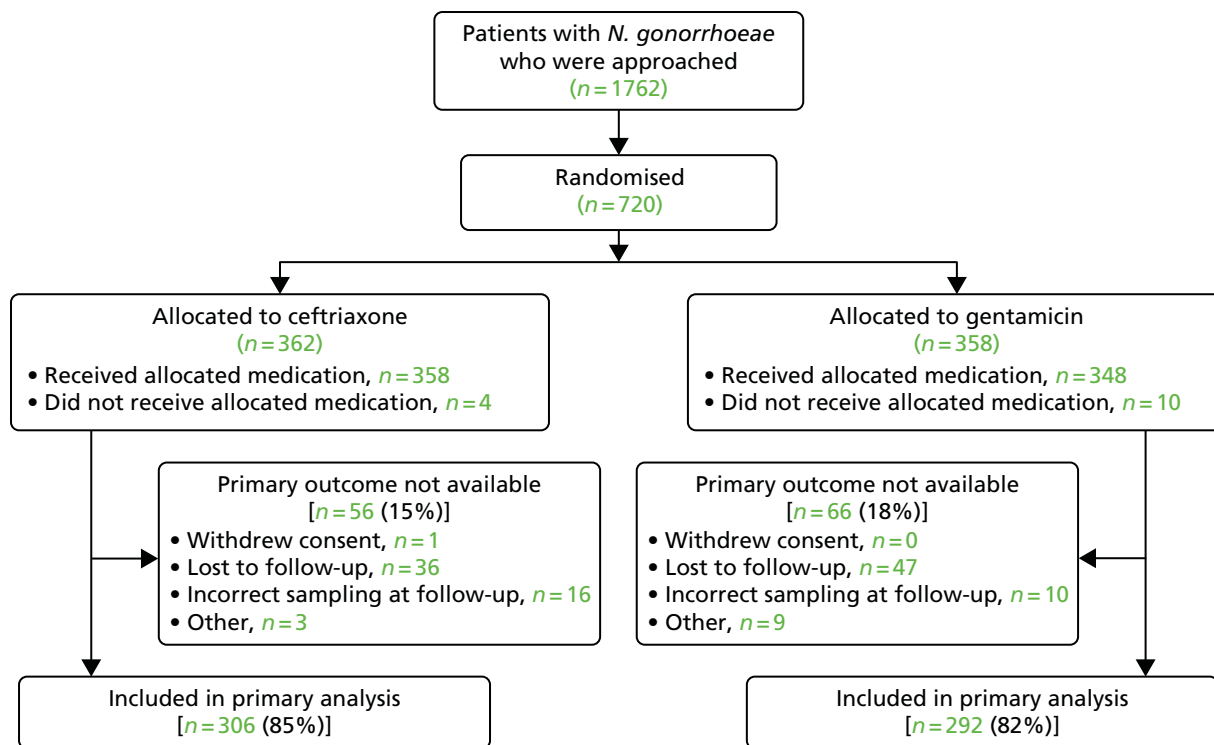 Patients with N. gonorrhoeae
who were approached
(n=1762)
Randomised
(n=720)
Allocated to ceftriaxone
(n=362)
• Received allocated medication, n=358
• Did not receive allocated medication, n=4
Allocated to gentamicin
(n=358)
• Received allocated medication, n=348
• Did not receive allocated medication, n=10
Primary outcome not available
[n=56 (15%)]
• Withdrew consent, n=1
• Lost to follow-up, n=36
• Incorrect sampling at follow-up, n=16
• Other, n=3
Primary outcome not available
[n=66 (18%)]
• Withdrew consent, n=0
• Lost to follow-up, n=47
• Incorrect sampling at follow-up, n=10
• Other, n=9
Included in primary analysis
[n=306 (85%)]
Included in primary analysis
[n=292 (82%)]